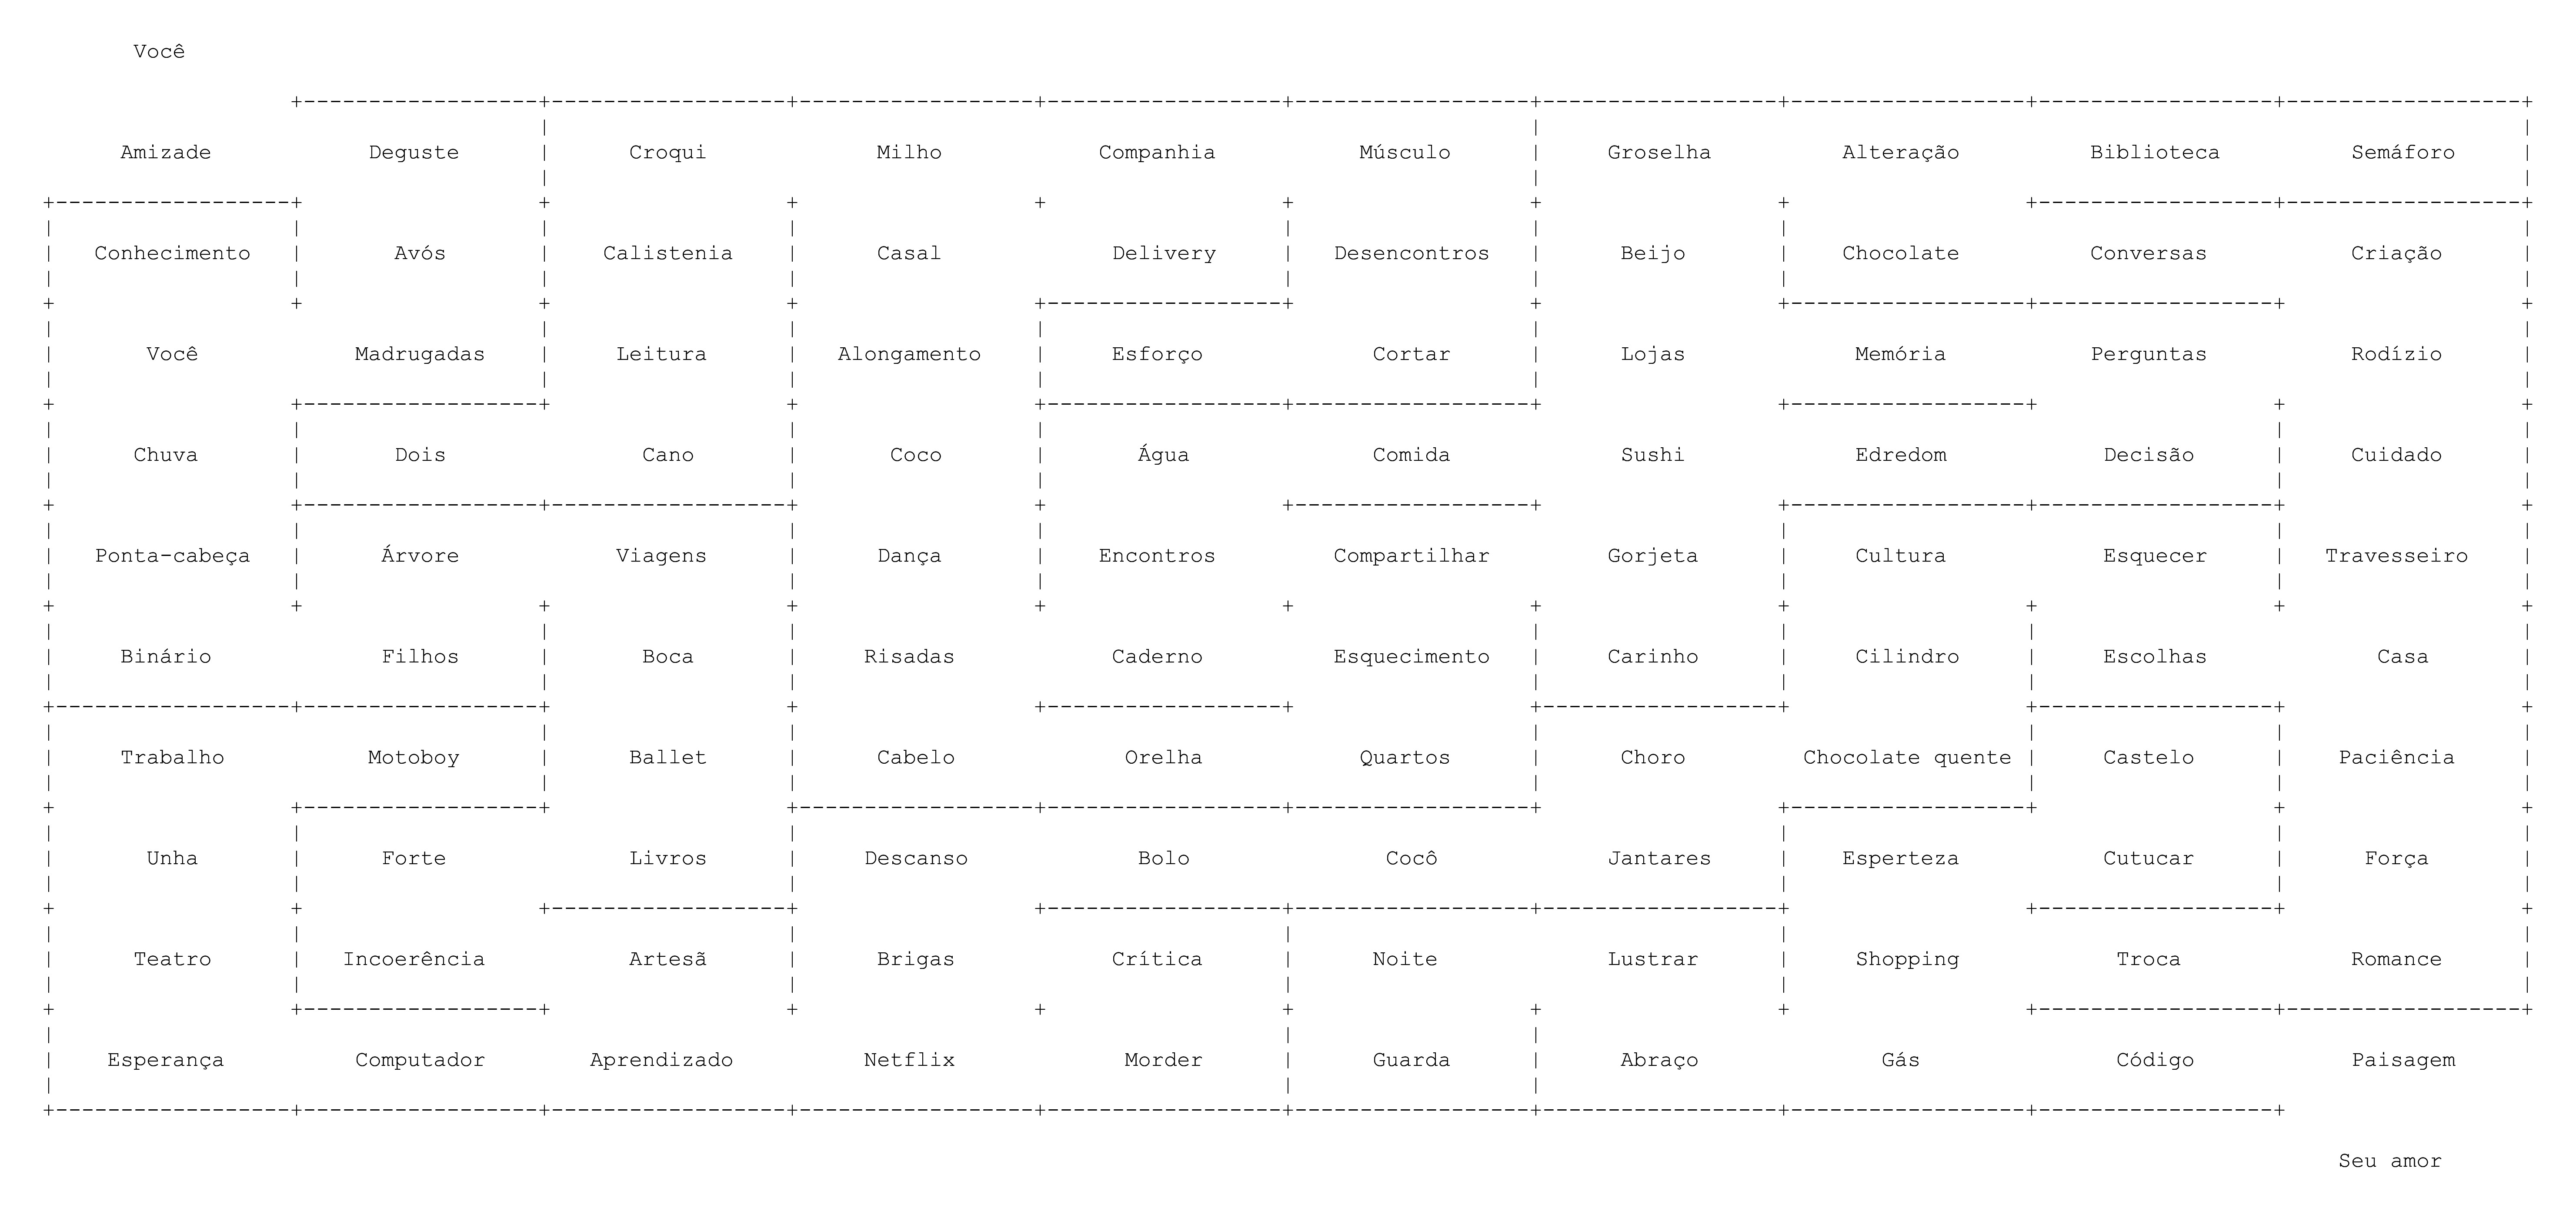 Você
Amizade Deguste Croqui Milho Companhia Músculo Groselha Alteração Biblioteca Semáforo
Conhecimento Avós Calistenia Casal Delivery Desencontros Beijo Chocolate Conversas Criação
Você Madrugadas Leitura Alongamento Esforço Cortar Lojas Memória Perguntas Rodízio
Chuva Dois Cano Coco Água Comida Sushi Edredom Decisão Cuidado
Ponta-cabeça Árvore Viagens Dança Encontros Compartilhar Gorjeta Cultura Esquecer Travesseiro
Binário Filhos Boca Risadas Caderno Esquecimento Carinho Cilindro Escolhas Casa
Trabalho Motoboy Ballet Cabelo Orelha Quartos Choro Chocolate quente Castelo Paciência
Unha Forte Livros Descanso Bolo Cocô Jantares Esperteza Cutucar Força
Teatro Incoerência Artesã Brigas Crítica Noite Lustrar Shopping Troca Romance
Esperança Computador Aprendizado Netflix Morder Guarda Abraço Gás Código Paisagem
Seu amor